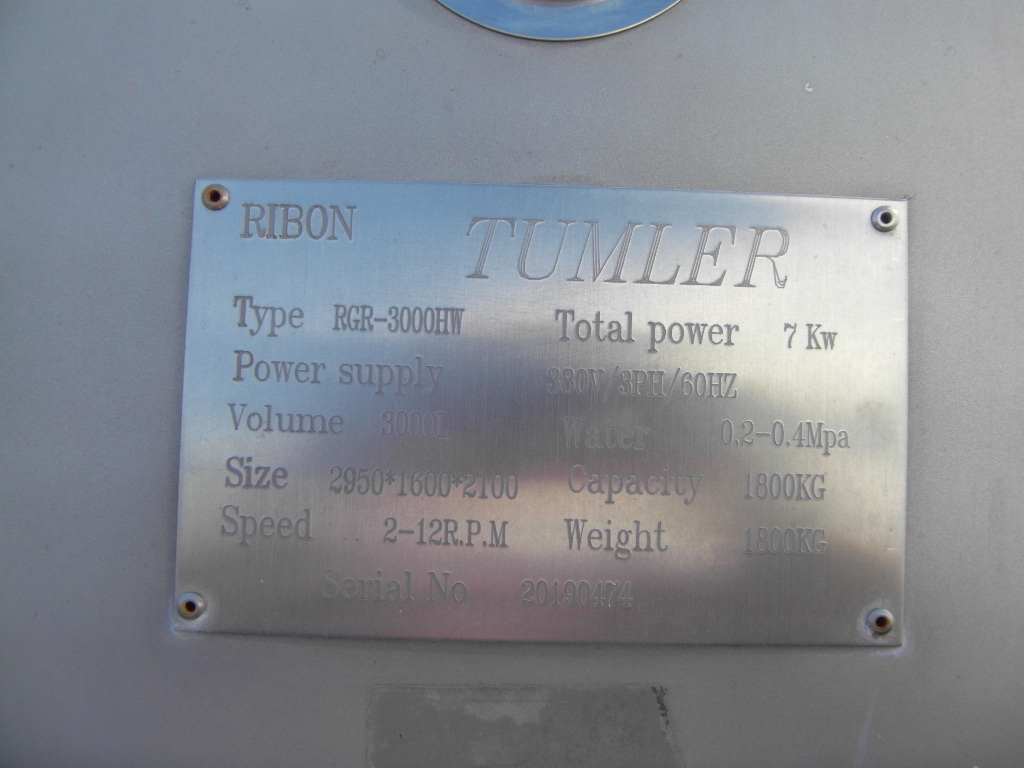 RIBON TUMLER
Type RGR-3000HW Total power 7 Kw
Power supply 380V/3PH/60HZ
Volume 3000L Water 0.2-0.4Mpa
Size 2950*1600*2100 Capacity 1800KG
Speed 2-12R.P.M Weight 1800KG
Serial No 20190474